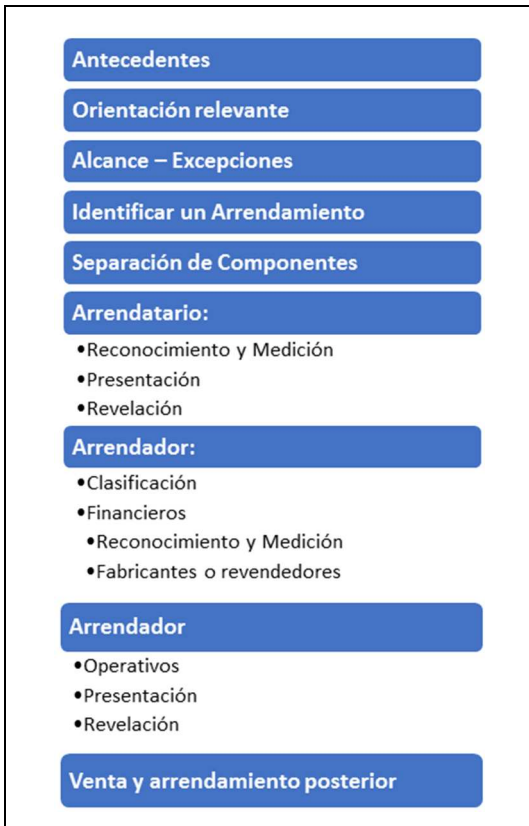 Antecedentes
Orientación relevante
Alcance – Excepciones
Identificar un Arrendamiento
Separación de Componentes
Arrendatario:
•Reconocimiento y Medición
•Presentación
•Revelación
Arrendador:
•Clasificación
•Financieros
•Reconocimiento y Medición
•Fabricantes o revendedores
Arrendador
•Operativos
•Presentación
•Revelación
Venta y arrendamiento posterior